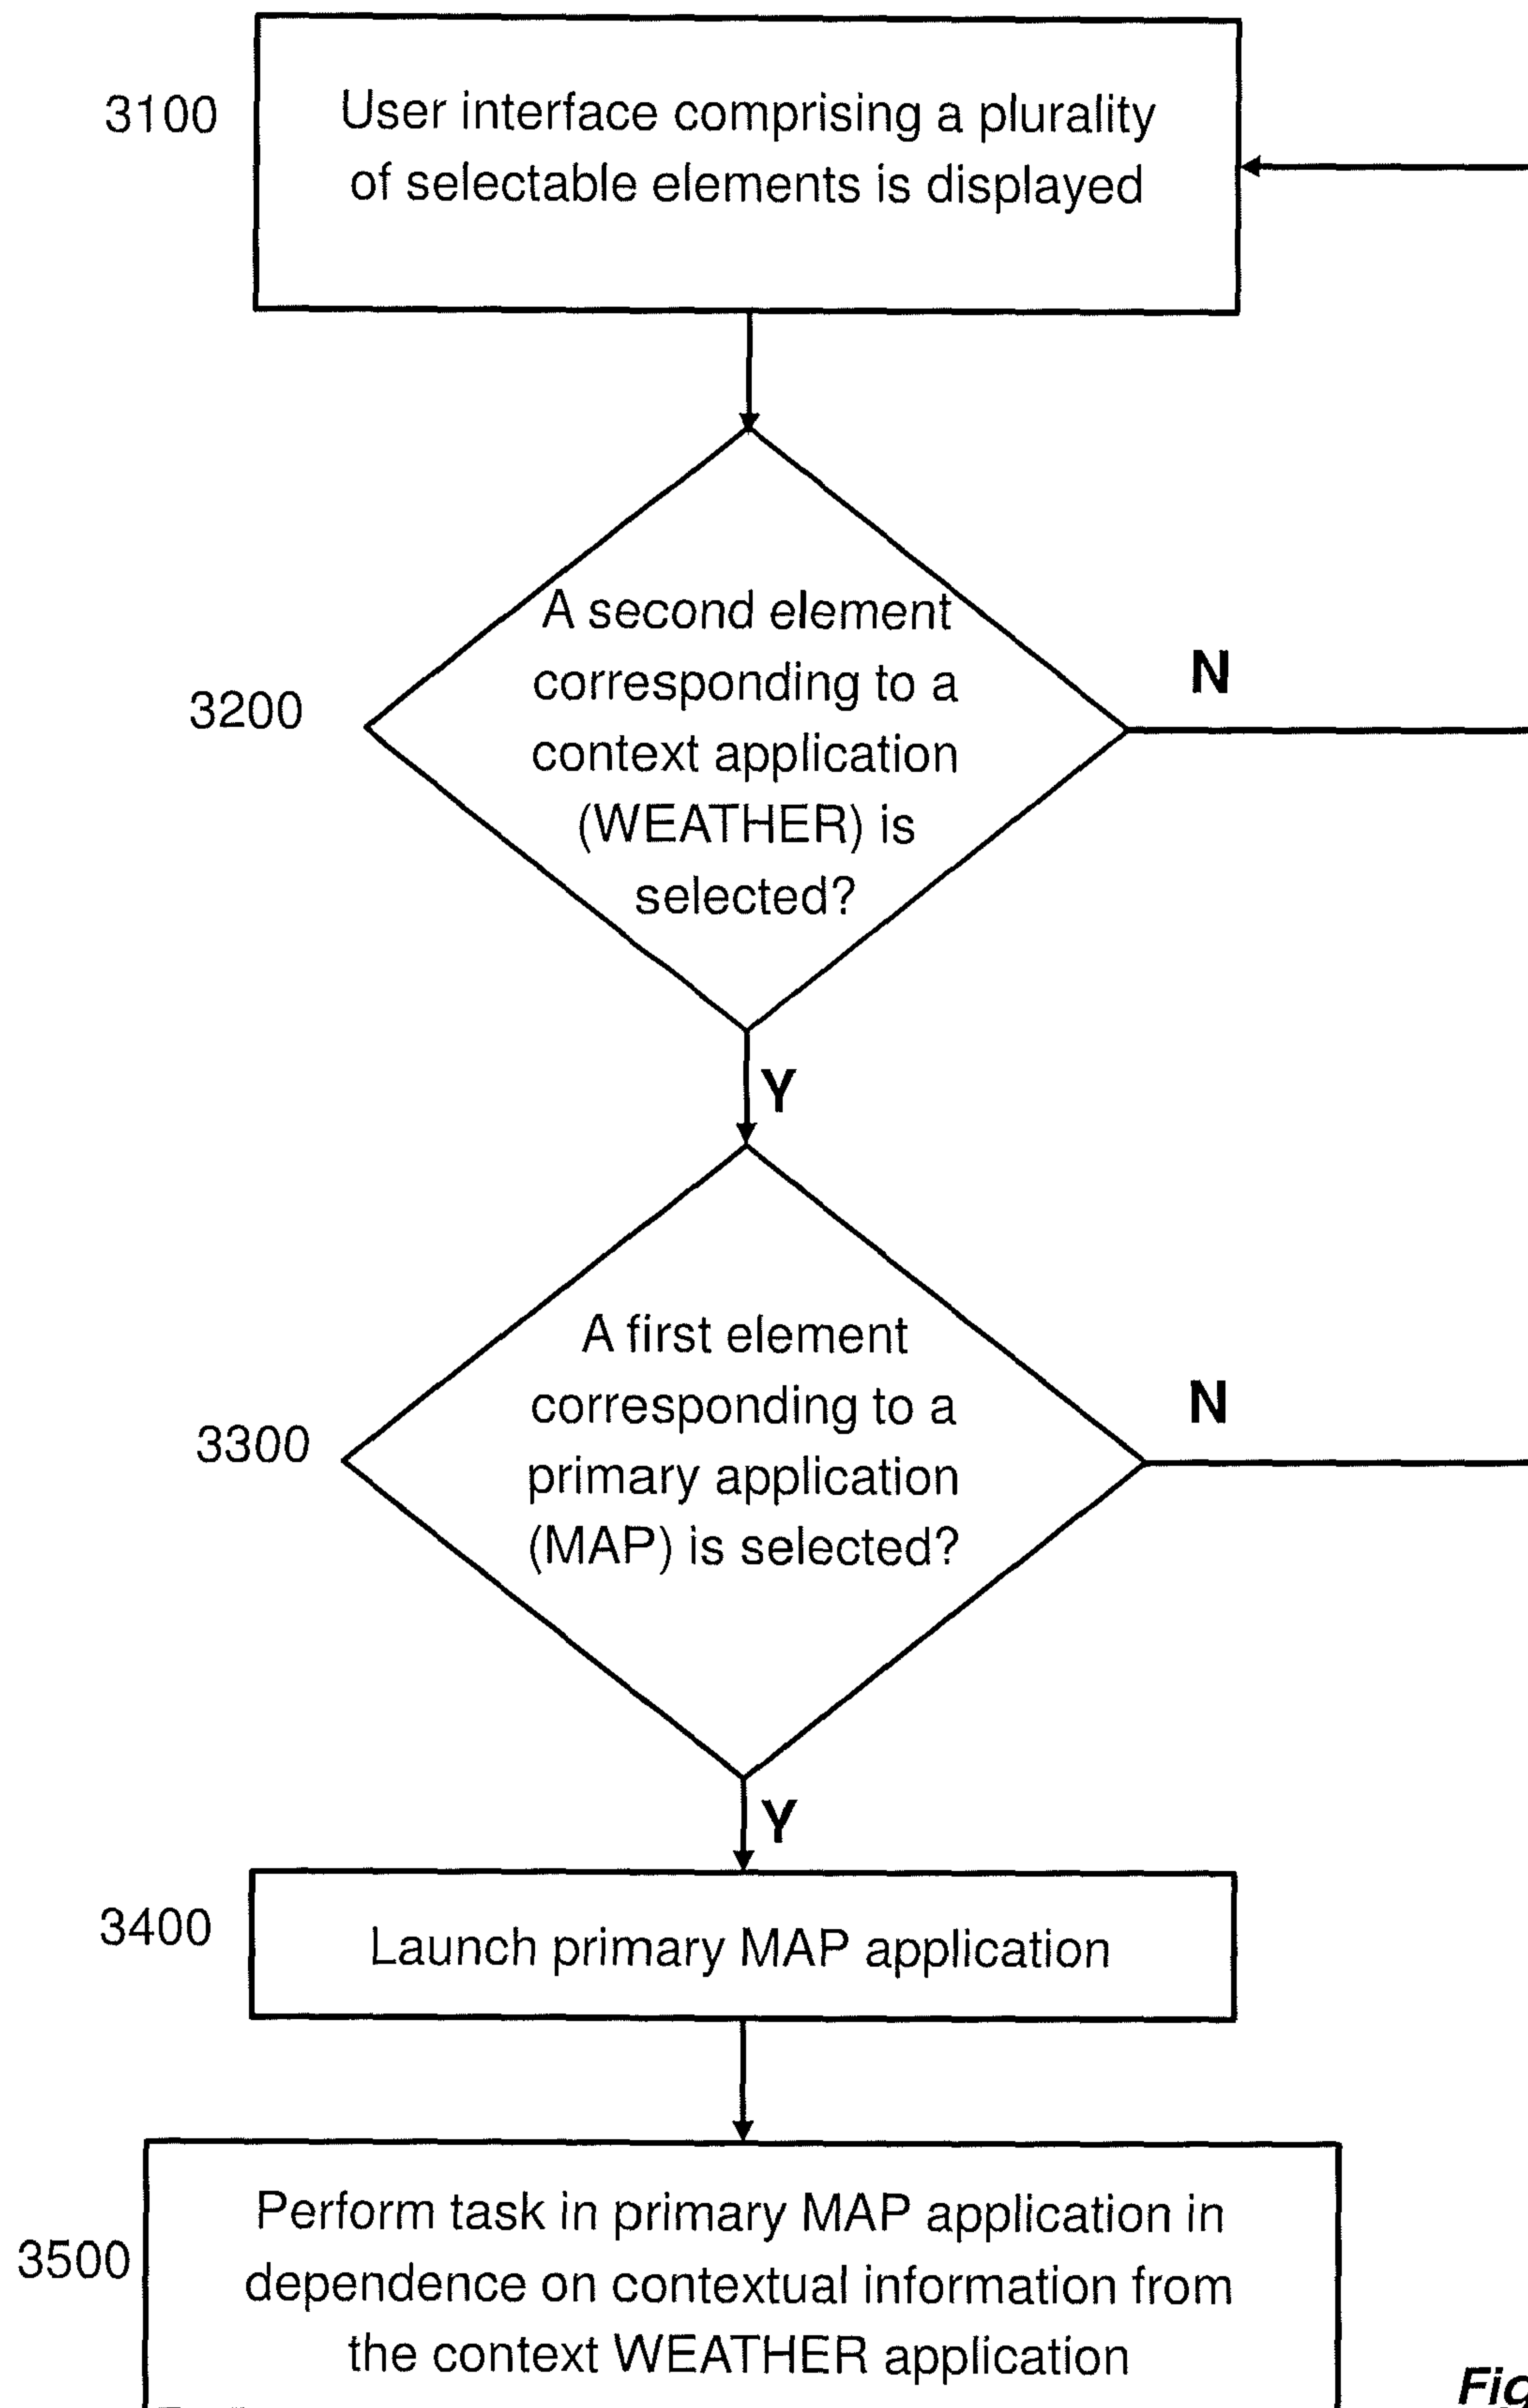 3100
User interface comprising a plurality
of selectable elements is displayed
3200
A second element
corresponding to a
context application
(WEATHER) is
selected?
N
Y
3300
A first element
corresponding to a
primary application
(MAP) is selected?
N
Y
3400
Launch primary MAP application
3500
Perform task in primary MAP application in
dependence on contextual information from
the context WEATHER application